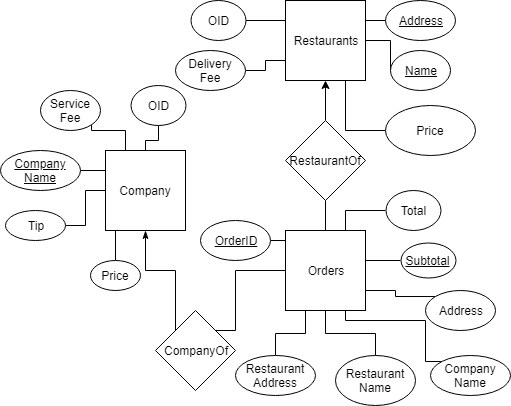 OID
Restaurants
Address
Delivery
Fee
Name
Service
Fee
OID
Price
RestaurantOf
Company
Name
Company
Tip
Total
OrderID
Subtotal
Orders
Price
Address
CompanyOf
Restaurant
Address
Restaurant
Name
Company
Name